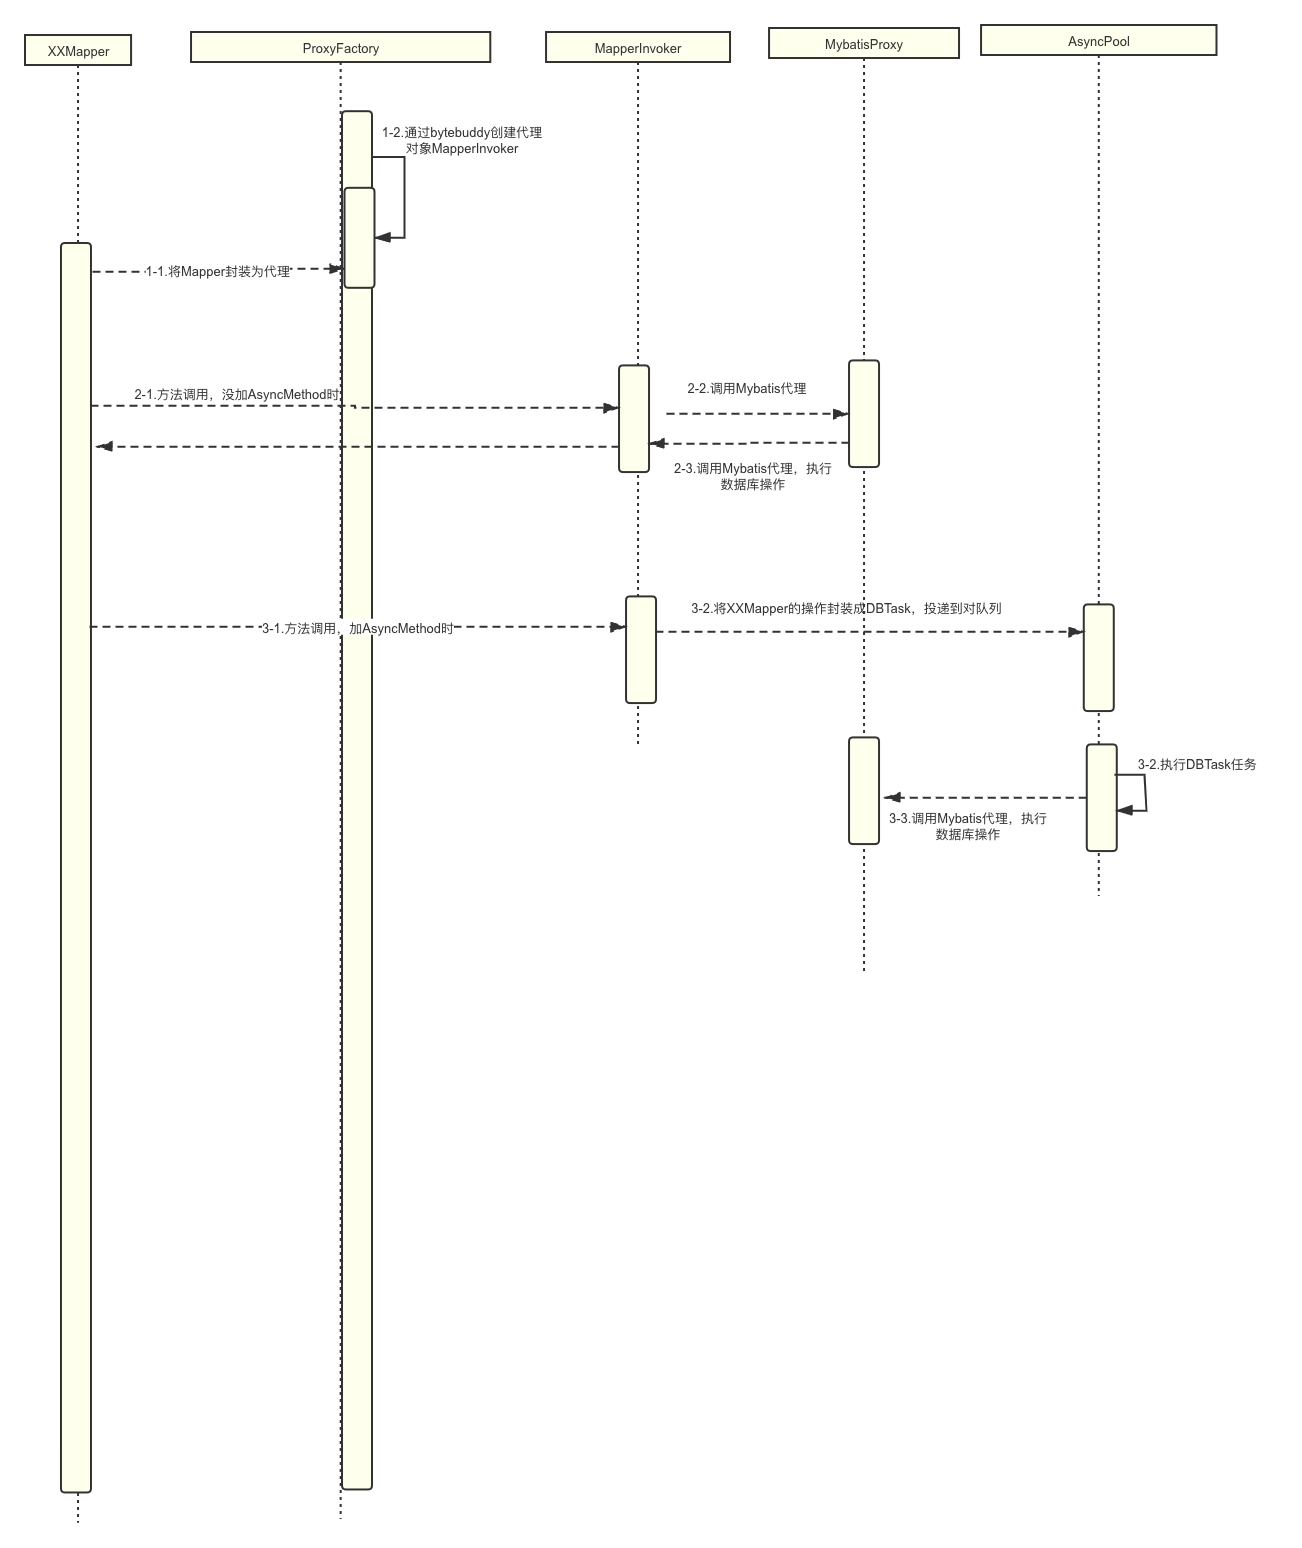 XXMapper
ProxyFactory
MapperInvoker
MybatisProxy
AsyncPool
1-2.通过bytebuddy创建代理
对象MapperInvoker
1-1.将Mapper封装为代理
2-1.方法调用，没加AsyncMethod时
2-2.调用Mybatis代理
2-3.调用Mybatis代理，执行
数据库操作
3-1.方法调用，加AsyncMethod时
3-2.将XXMapper的操作封装成DBTask，投递到对队列
3-2.执行DBTask任务
3-3.调用Mybatis代理，执行
数据库操作